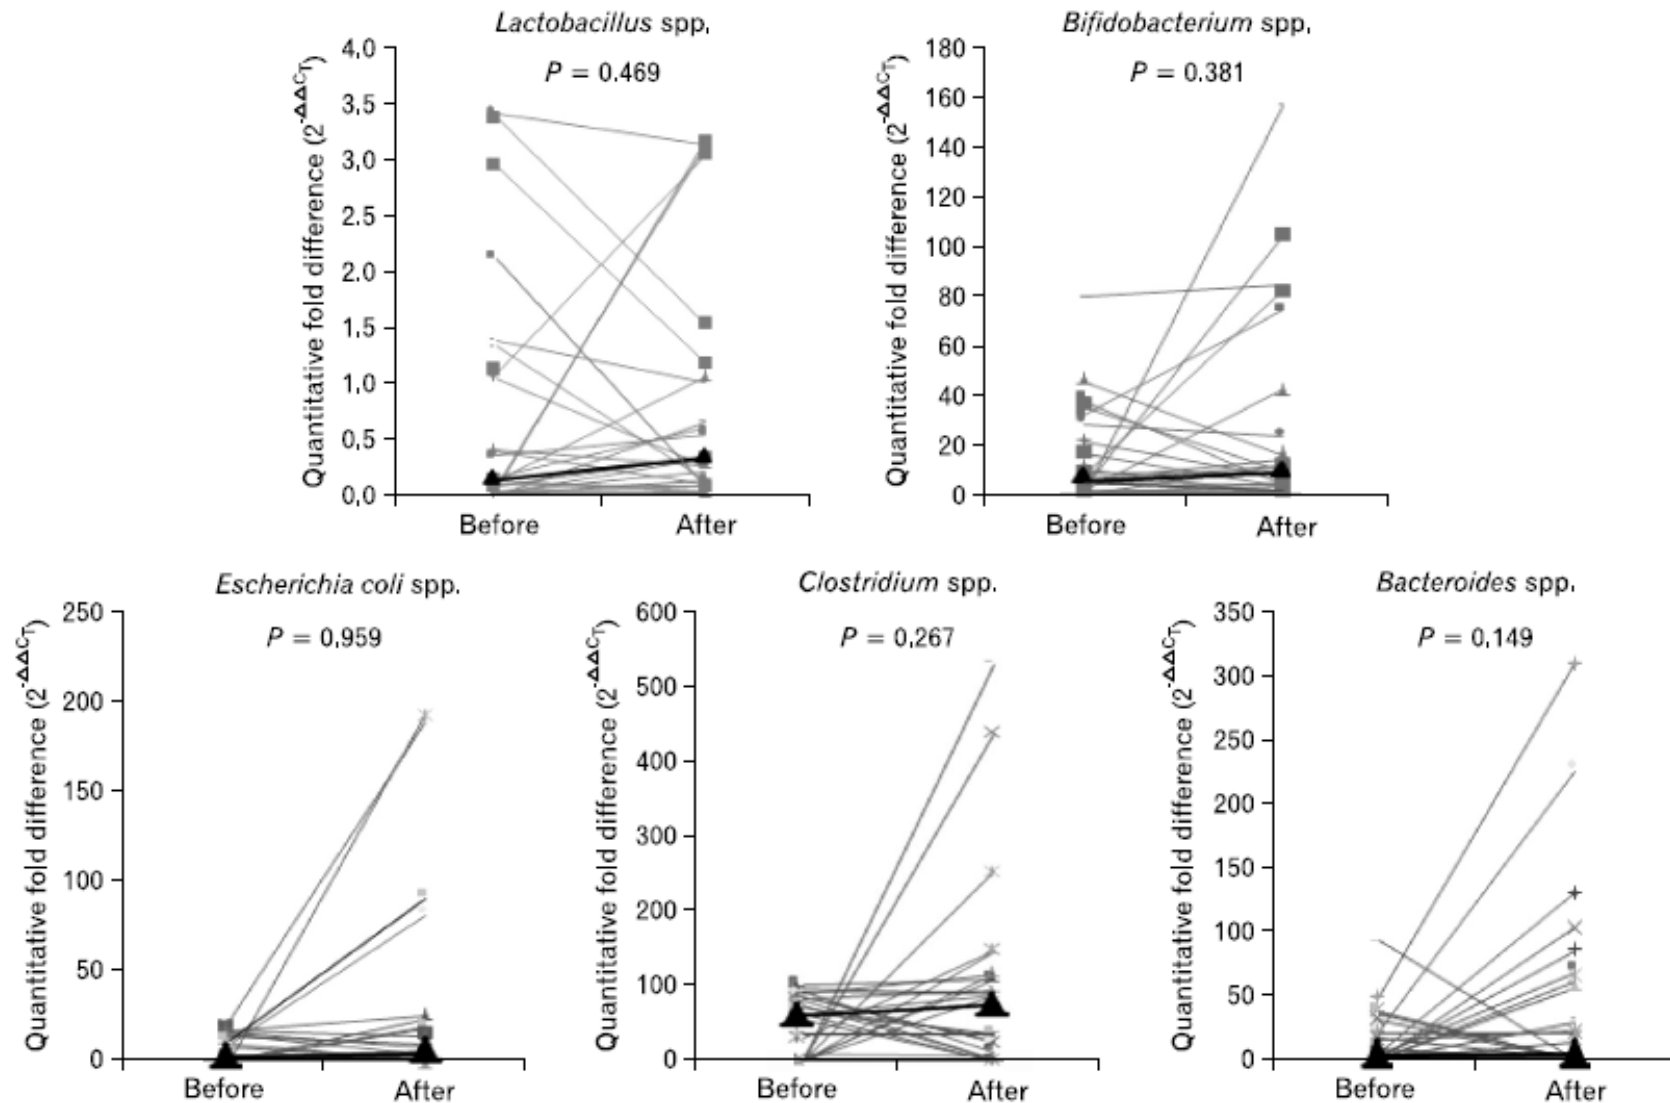 Lactobacillus spp.
P = 0.469
Quantitative fold difference (2^-ΔΔCT)
4.0
3.5
3.0
2.5
2.0
1.5
1.0
0.5
0.0
Before After
Bifidobacterium spp.
P = 0.381
Quantitative fold difference (2^-ΔΔCT)
180
160
140
120
100
80
60
40
20
0
Before After
Escherichia coli spp.
P = 0.959
Quantitative fold difference (2^-ΔΔCT)
250
200
150
100
50
0
Before After
Clostridium spp.
P = 0.267
Quantitative fold difference (2^-ΔΔCT)
600
500
400
300
200
100
0
Before After
Bacteroides spp.
P = 0.149
Quantitative fold difference (2^-ΔΔCT)
350
300
250
200
150
100
50
0
Before After